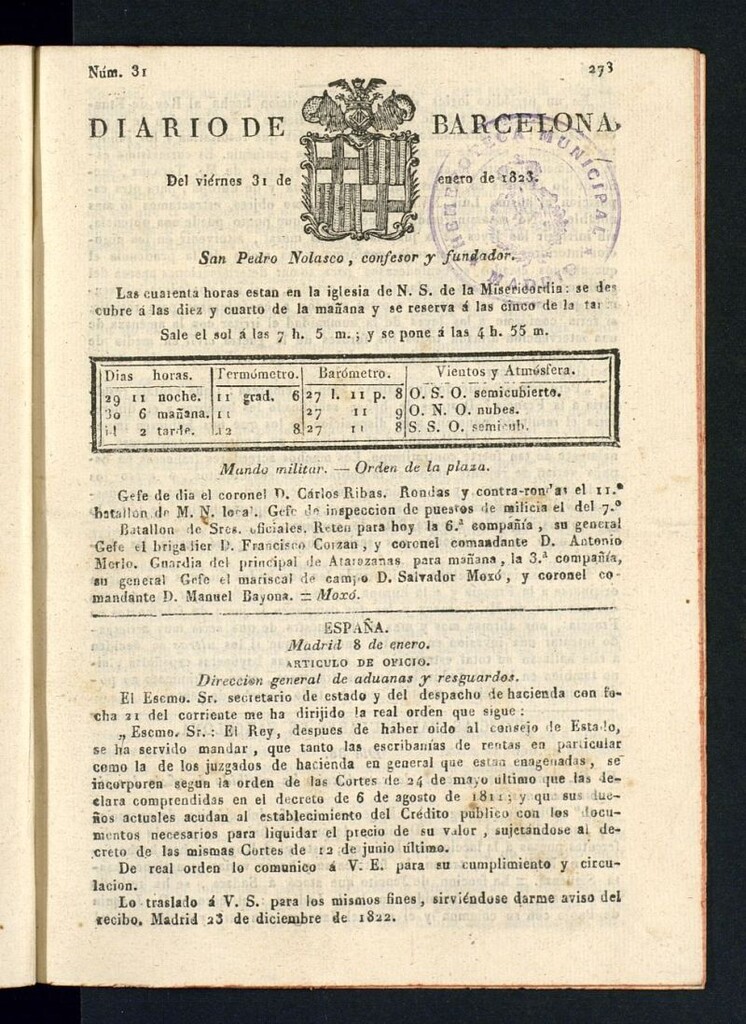 Núm. 31
273
DIARIO DE BARCELONA,
Del viérnes 31 de enero de 1823.
HEMEROTECA MUNICIPAL
MADRID
San Pedro Nolasco, confesor y fundador.
Las cuarenta horas estan en la iglesia de N. S. de la Misericordia: se des
cubre á las diez y cuarto de la mañana y se reserva á las cinco de la tar
Sale el sol á las 7 h. 5 m.; y se pone á las 4 h. 55 m.
Dias horas. Termómetro. Barómetro. Vientos y Atmósfera.
29 11 noche. 11 grad. 6 27 l. 11 p. 8 O. S. O. semicubierto.
30 6 mañana. 11 27 11 9 O. N. O. nubes.
id 2 tarde. 12 8 27 11 8 S. S. O. semicub.
Mando militar. — Orden de la plaza.
Gefe de dia el coronel D. Cárlos Ribas. Rondas y contra-rondas el 11.º
batallon de M. N. local. Gefe de inspeccion de puestos de milicia el del 7.º
Batallon de Sres. oficiales. Reten para hoy la 6.ª compañía, su general
Gefe el brigadier D. Francisco Corzan, y coronel comandante D. Antonio
Merlo. Guardia del principal de Atarazanas para mañana, la 3.ª compañía,
su general Gefe el mariscal de campo D. Salvador Moxó, y coronel co-
mandante D. Manuel Bayona. = Moxó.
ESPAÑA.
Madrid 8 de enero.
ARTICULO DE OFICIO.
Direccion general de aduanas y resguardos.
El Escmo. Sr. secretario de estado y del despacho de hacienda con fe-
cha 21 del corriente me ha dirijido la real orden que sigue:
„Escmo. Sr.: El Rey, despues de haber oido al consejo de Estado,
se ha servido mandar, que tanto las escribanías de rentas en particular
como la de los juzgados de hacienda en general que estan enagenadas, se
incorporen segun la orden de las Cortes de 24 de mayo último que las de-
clara comprendidas en el decreto de 6 de agosto de 1811; y que sus due-
ños actuales acudan al establecimiento del Crédito público con los docu-
mentos necesarios para liquidar el precio de su valor, sujetándose al de-
creto de las mismas Cortes de 12 de junio último.
De real orden lo comunico á V. E. para su cumplimiento y circu-
lacion.
Lo traslado á V. S. para los mismos fines, sirviéndose darme aviso del
recibo. Madrid 23 de diciembre de 1822.